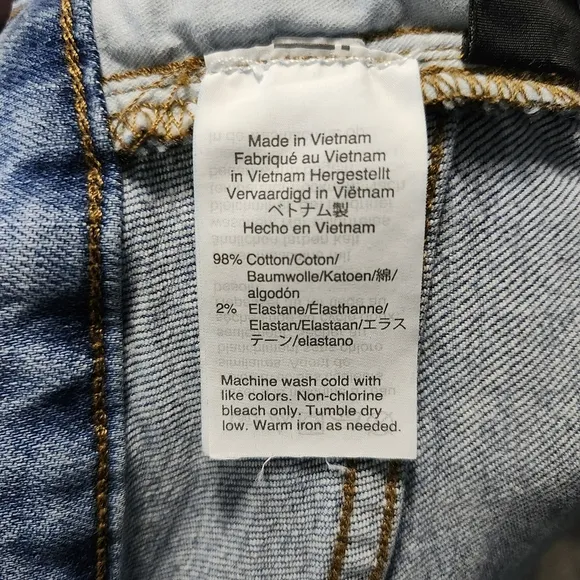 Made in Vietnam
Fabriqué au Vietnam
in Vietnam Hergestellt
Vervaardigd in Viëtnam
ベトナム製
Hecho en Vietnam
98% Cotton/Coton/
Baumwolle/Katoen/綿/
algodón
2% Elastane/Élasthanne/
Elastan/Elastaan/エラス
テーン/elastano
Machine wash cold with
like colors. Non-chlorine
bleach only. Tumble dry
low. Warm iron as needed.